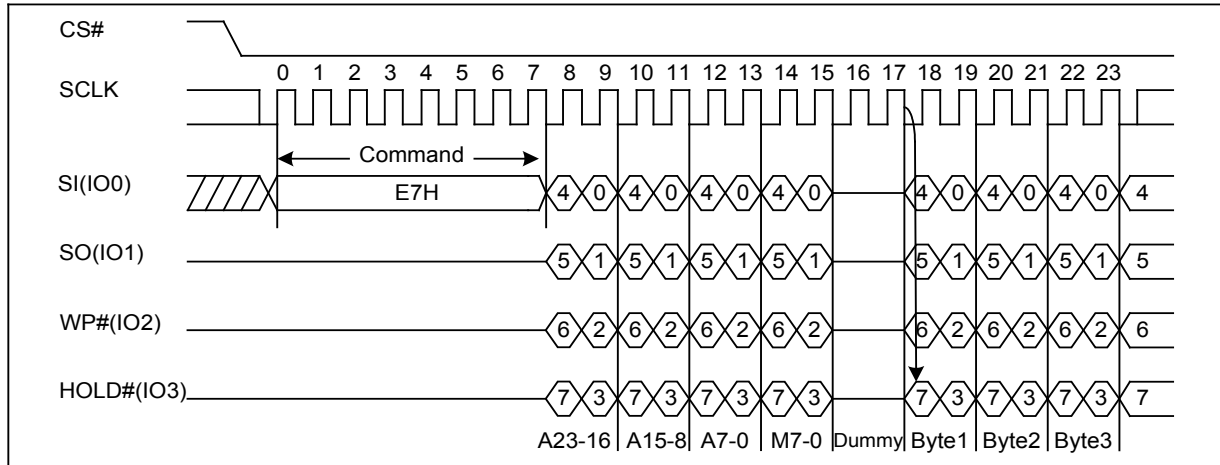 CS#
0 1 2 3 4 5 6 7 8 9 10 11 12 13 14 15 16 17 18 19 20 21 22 23
SCLK
Command
SI(IO0) E7H 4 0 4 0 4 0 4 0 4 0 4 0 4 0 4
SO(IO1) 5 1 5 1 5 1 5 1 5 1 5 1 5 1 5
WP#(IO2) 6 2 6 2 6 2 6 2 6 2 6 2 6 2 6
HOLD#(IO3) 7 3 7 3 7 3 7 3 7 3 7 3 7 3 7
A23-16 A15-8 A7-0 M7-0 Dummy Byte1 Byte2 Byte3